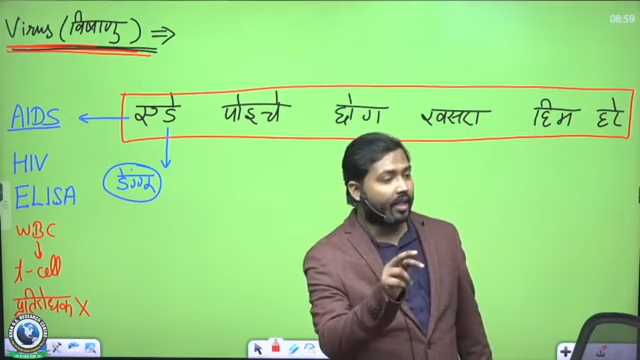 Virus (विषाणु) ⇒
08:59
एडे पोइचे छोग खसरा हिम हरे
AIDS
HIV
डेंगू
ELISA
WBC
↓
t-cell
प्रतिरोधक X